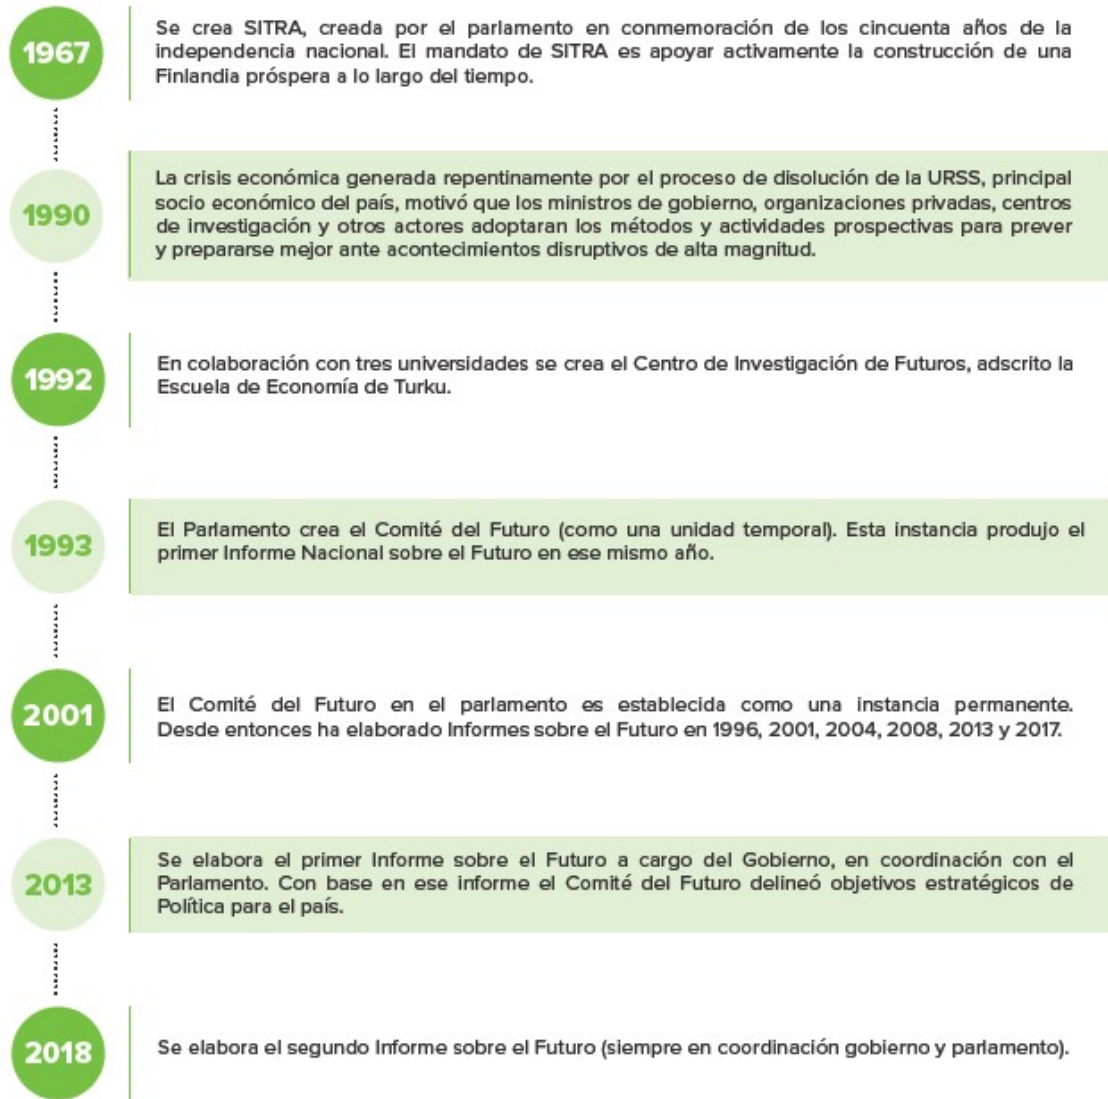 1967
Se crea SITRA, creada por el parlamento en conmemoración de los cincuenta años de la
independencia nacional. El mandato de SITRA es apoyar activamente la construcción de una
Finlandia próspera a lo largo del tiempo.
1990
La crisis económica generada repentinamente por el proceso de disolución de la URSS, principal
socio económico del país, motivó que los ministros de gobierno, organizaciones privadas, centros
de investigación y otros actores adoptaran los métodos y actividades prospectivas para prever
y prepararse mejor ante acontecimientos disruptivos de alta magnitud.
1992
En colaboración con tres universidades se crea el Centro de Investigación de Futuros, adscrito la
Escuela de Economía de Turku.
1993
El Parlamento crea el Comité del Futuro (como una unidad temporal). Esta instancia produjo el
primer Informe Nacional sobre el Futuro en ese mismo año.
2001
El Comité del Futuro en el parlamento es establecida como una instancia permanente.
Desde entonces ha elaborado Informes sobre el Futuro en 1996, 2001, 2004, 2008, 2013 y 2017.
2013
Se elabora el primer Informe sobre el Futuro a cargo del Gobierno, en coordinación con el
Parlamento. Con base en ese informe el Comité del Futuro delineó objetivos estratégicos de
Política para el país.
2018
Se elabora el segundo Informe sobre el Futuro (siempre en coordinación gobierno y parlamento).